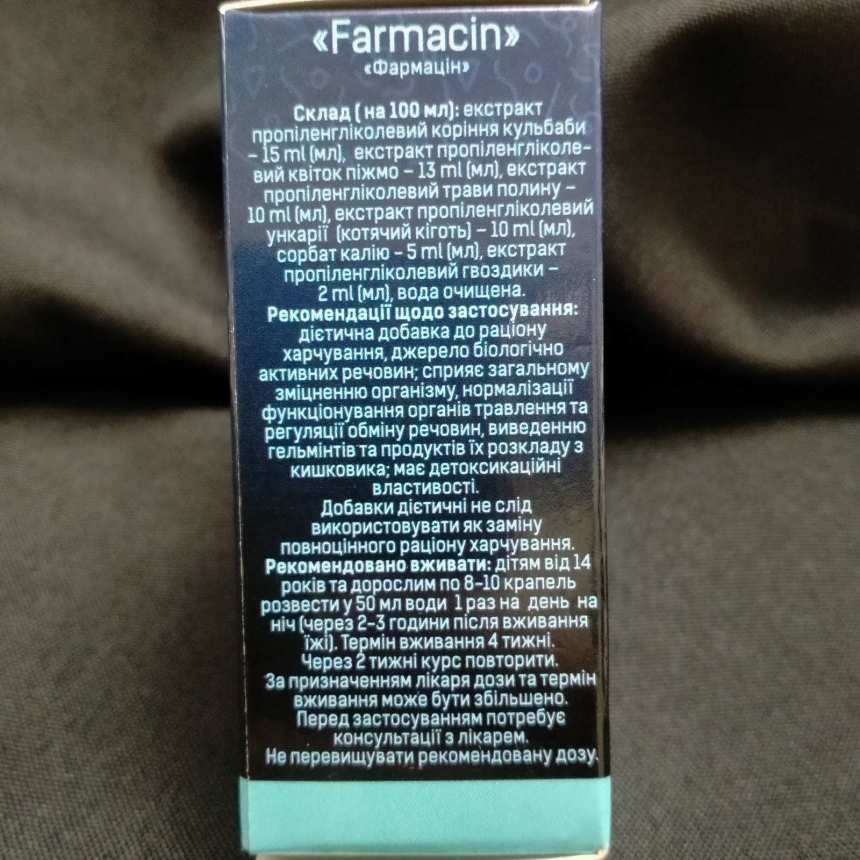 «Farmacin»
«Фармацін»
Склад ( на 100 мл): екстракт
пропіленгліколевий коріння кульбаби
– 15 ml (мл), екстракт пропіленгліколе-
вий квіток піжмо – 13 ml (мл), екстракт
пропіленгліколевий трави полину –
10 ml (мл), екстракт пропіленгліколевий
ункарії (котячий кіготь) – 10 ml (мл),
сорбат калію – 5 ml (мл), екстракт
пропіленгліколевий гвоздики –
2 ml (мл), вода очищена.
Рекомендації щодо застосування:
дієтична добавка до раціону
харчування, джерело біологічно
активних речовин; сприяє загальному
зміцненню організму, нормалізації
функціонування органів травлення та
регуляції обміну речовин, виведенню
гельмінтів та продуктів їх розкладу з
кишковика; має детоксикаційні
властивості.
Добавки дієтичні не слід
використовувати як заміну
повноцінного раціону харчування.
Рекомендовано вживати: дітям від 14
років та дорослим по 8-10 крапель
розвести у 50 мл води 1 раз на день на
ніч (через 2-3 години після вживання
їжі). Термін вживання 4 тижні.
Через 2 тижні курс повторити.
За призначенням лікаря дози та термін
вживання може бути збільшено.
Перед застосуванням потребує
консультації з лікарем.
Не перевищувати рекомендовану дозу.